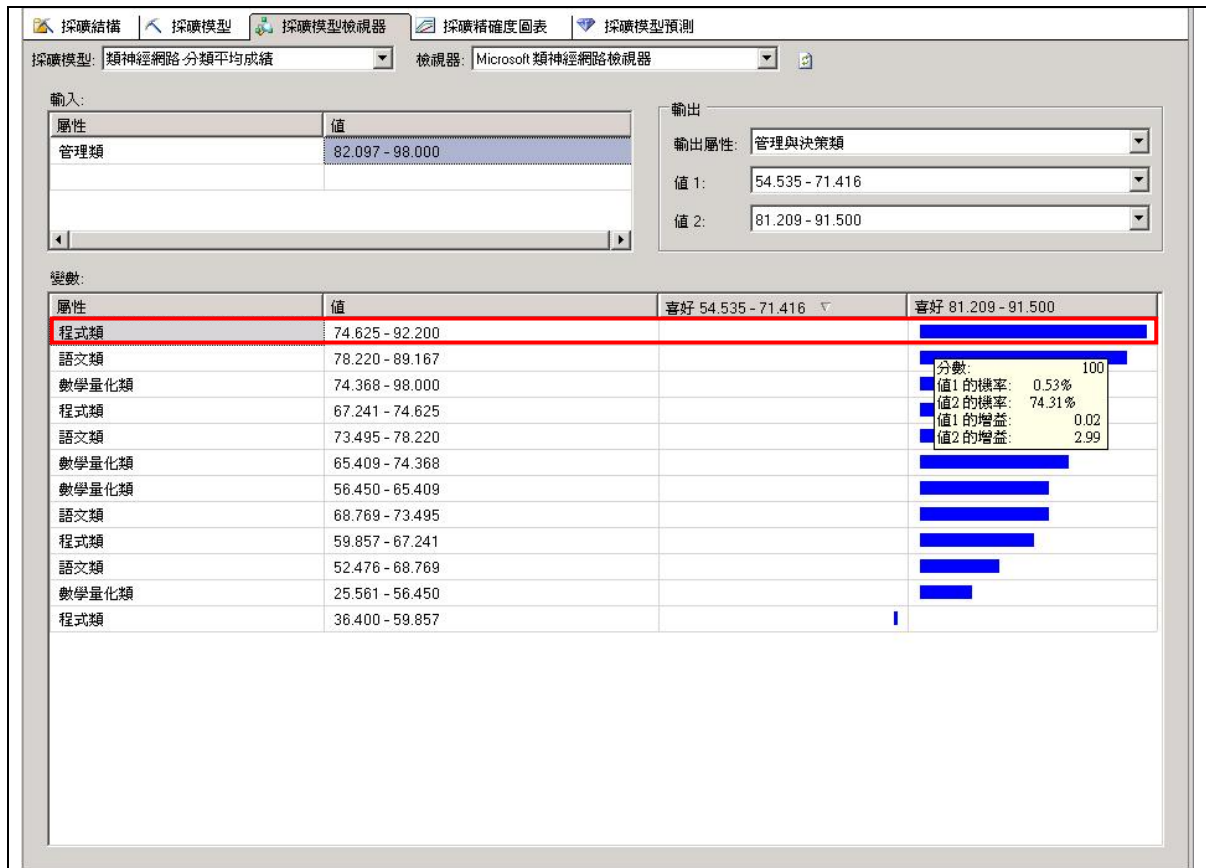 採礦結構 採礦模型 採礦模型檢視器 採礦精確度圖表 採礦模型預測
採礦模型: 類神經網路-分類平均成績 檢視器: Microsoft 類神經網路檢視器
輸入:
屬性 值
管理類 82.097 - 98.000
輸出
輸出屬性: 管理與決策類
值 1: 54.535 - 71.416
值 2: 81.209 - 91.500
變數:
屬性 值 喜好 54.535 - 71.416 喜好 81.209 - 91.500
程式類 74.625 - 92.200
語文類 78.220 - 89.167
數學量化類 74.368 - 98.000
程式類 67.241 - 74.625
語文類 73.495 - 78.220
數學量化類 65.409 - 74.368
數學量化類 56.450 - 65.409
語文類 68.769 - 73.495
程式類 59.857 - 67.241
語文類 52.476 - 68.769
數學量化類 25.561 - 56.450
程式類 36.400 - 59.857
分數: 100
值1 的機率: 0.53%
值2 的機率: 74.31%
值1 的增益: 0.02
值2 的增益: 2.99